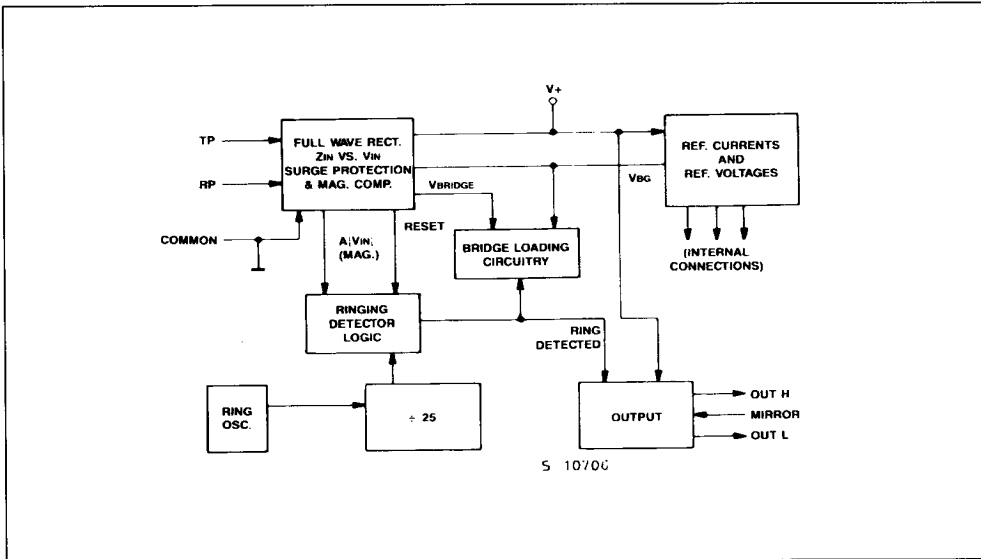 V+
TP
RP
COMMON
FULL WAVE RECT.
ZIN VS. VIN
SURGE PROTECTION
& MAG. COMP.
REF. CURRENTS
AND
REF. VOLTAGES
VBG
VBRIDGE
RESET
A|VIN|
(MAG.)
BRIDGE LOADING
CIRCUITRY
(INTERNAL
CONNECTIONS)
RINGING
DETECTOR
LOGIC
RING
DETECTED
RING
OSC.
÷ 25
OUTPUT
OUT H
MIRROR
OUT L